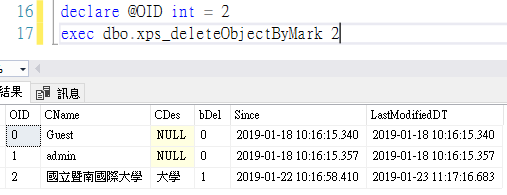 16 declare @OID int = 2
17 exec dbo.xps_deleteObjectByMark 2
結果 訊息
OID CName CDes bDel Since LastModifiedDT
0 Guest NULL 0 2019-01-18 10:16:15.340 2019-01-18 10:16:15.340
1 admin NULL 0 2019-01-18 10:16:15.357 2019-01-18 10:16:15.357
2 國立暨南國際大學 大學 1 2019-01-22 10:16:58.410 2019-01-23 11:17:16.683